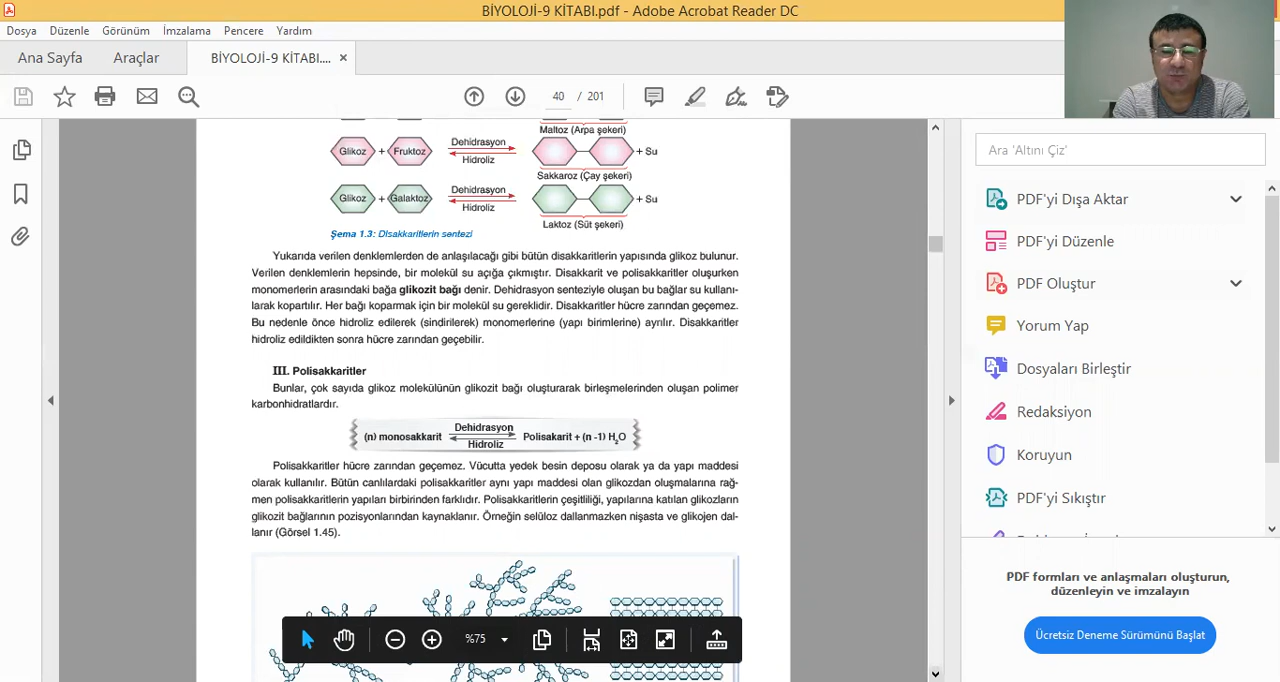 BİYOLOJİ-9 KİTABI.pdf - Adobe Acrobat Reader DC
Dosya Düzenle Görünüm İmzalama Pencere Yardım
Ana Sayfa Araçlar BİYOLOJİ-9 KİTABI.... ×
40 / 201
Maltoz (Arpa şekeri)
Glikoz + Fruktoz Dehidrasyon Hidroliz + Su
Sakkaroz (Çay şekeri)
Glikoz + Galaktoz Dehidrasyon Hidroliz + Su
Laktoz (Süt şekeri)
Şema 1.3: Disakkaritlerin sentezi
Yukarıda verilen denklemlerden de anlaşılacağı gibi bütün disakkaritlerin yapısında glikoz bulunur.
Verilen denklemlerin hepsinde, bir molekül su açığa çıkmıştır. Disakkarit ve polisakkaritler oluşurken
monomerlerin arasındaki bağa glikozit bağı denir. Dehidrasyon senteziyle oluşan bu bağlar su kullanı-
larak kopartılır. Her bağı koparmak için bir molekül su gereklidir. Disakkaritler hücre zarından geçemez.
Bu nedenle önce hidroliz edilerek (sindirilerek) monomerlerine (yapı birimlerine) ayrılır. Disakkaritler
hidroliz edildikten sonra hücre zarından geçebilir.
III. Polisakkaritler
Bunlar, çok sayıda glikoz molekülünün glikozit bağı oluşturarak birleşmelerinden oluşan polimer
karbonhidratlardır.
(n) monosakkarit Dehidrasyon Hidroliz Polisakarit + (n -1) H2O
Polisakkaritler hücre zarından geçemez. Vücutta yedek besin deposu olarak ya da yapı maddesi
olarak kullanılır. Bütün canlılardaki polisakkaritler aynı yapı maddesi olan glikozdan oluşmalarına rağ-
men polisakkaritlerin yapıları birbirinden farklıdır. Polisakkaritlerin çeşitliliği, yapılarına katılan glikozların
glikozit bağlarının pozisyonlarından kaynaklanır. Örneğin selüloz dallanmazken nişasta ve glikojen dal-
lanır (Görsel 1.45).
%75
Ara 'Altını Çiz'
PDF'yi Dışa Aktar
PDF'yi Düzenle
PDF Oluştur
Yorum Yap
Dosyaları Birleştir
Redaksiyon
Koruyun
PDF'yi Sıkıştır
PDF formları ve anlaşmaları oluşturun,
düzenleyin ve imzalayın
Ücretsiz Deneme Sürümünü Başlat